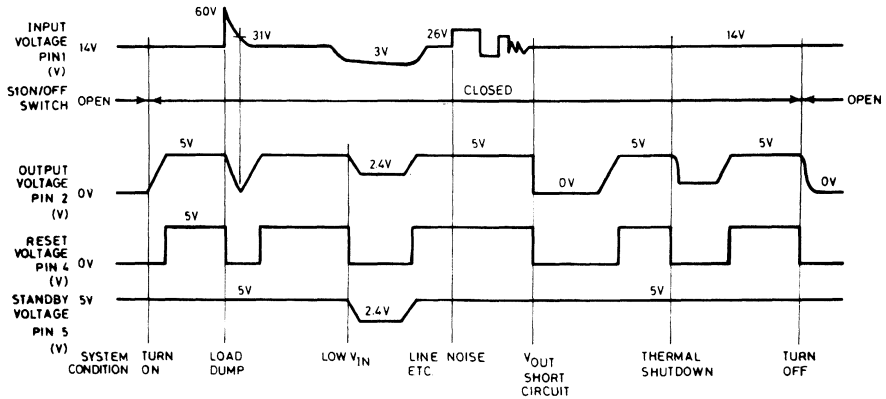 INPUT
VOLTAGE
PIN1
(V)
14V
60V
31V
3V
26V
14V
S1ON/OFF
SWITCH
OPEN
CLOSED
OPEN
OUTPUT
VOLTAGE
PIN 2
(V)
0V
5V
2.4V
5V
0V
5V
5V
0V
RESET
VOLTAGE
PIN 4
(V)
0V
5V
STANDBY
VOLTAGE
PIN 5
(V)
5V
5V
2.4V
5V
SYSTEM
CONDITION
TURN
ON
LOAD
DUMP
LOW VIN
LINE
ETC.
NOISE
VOUT
SHORT
CIRCUIT
THERMAL
SHUTDOWN
TURN
OFF